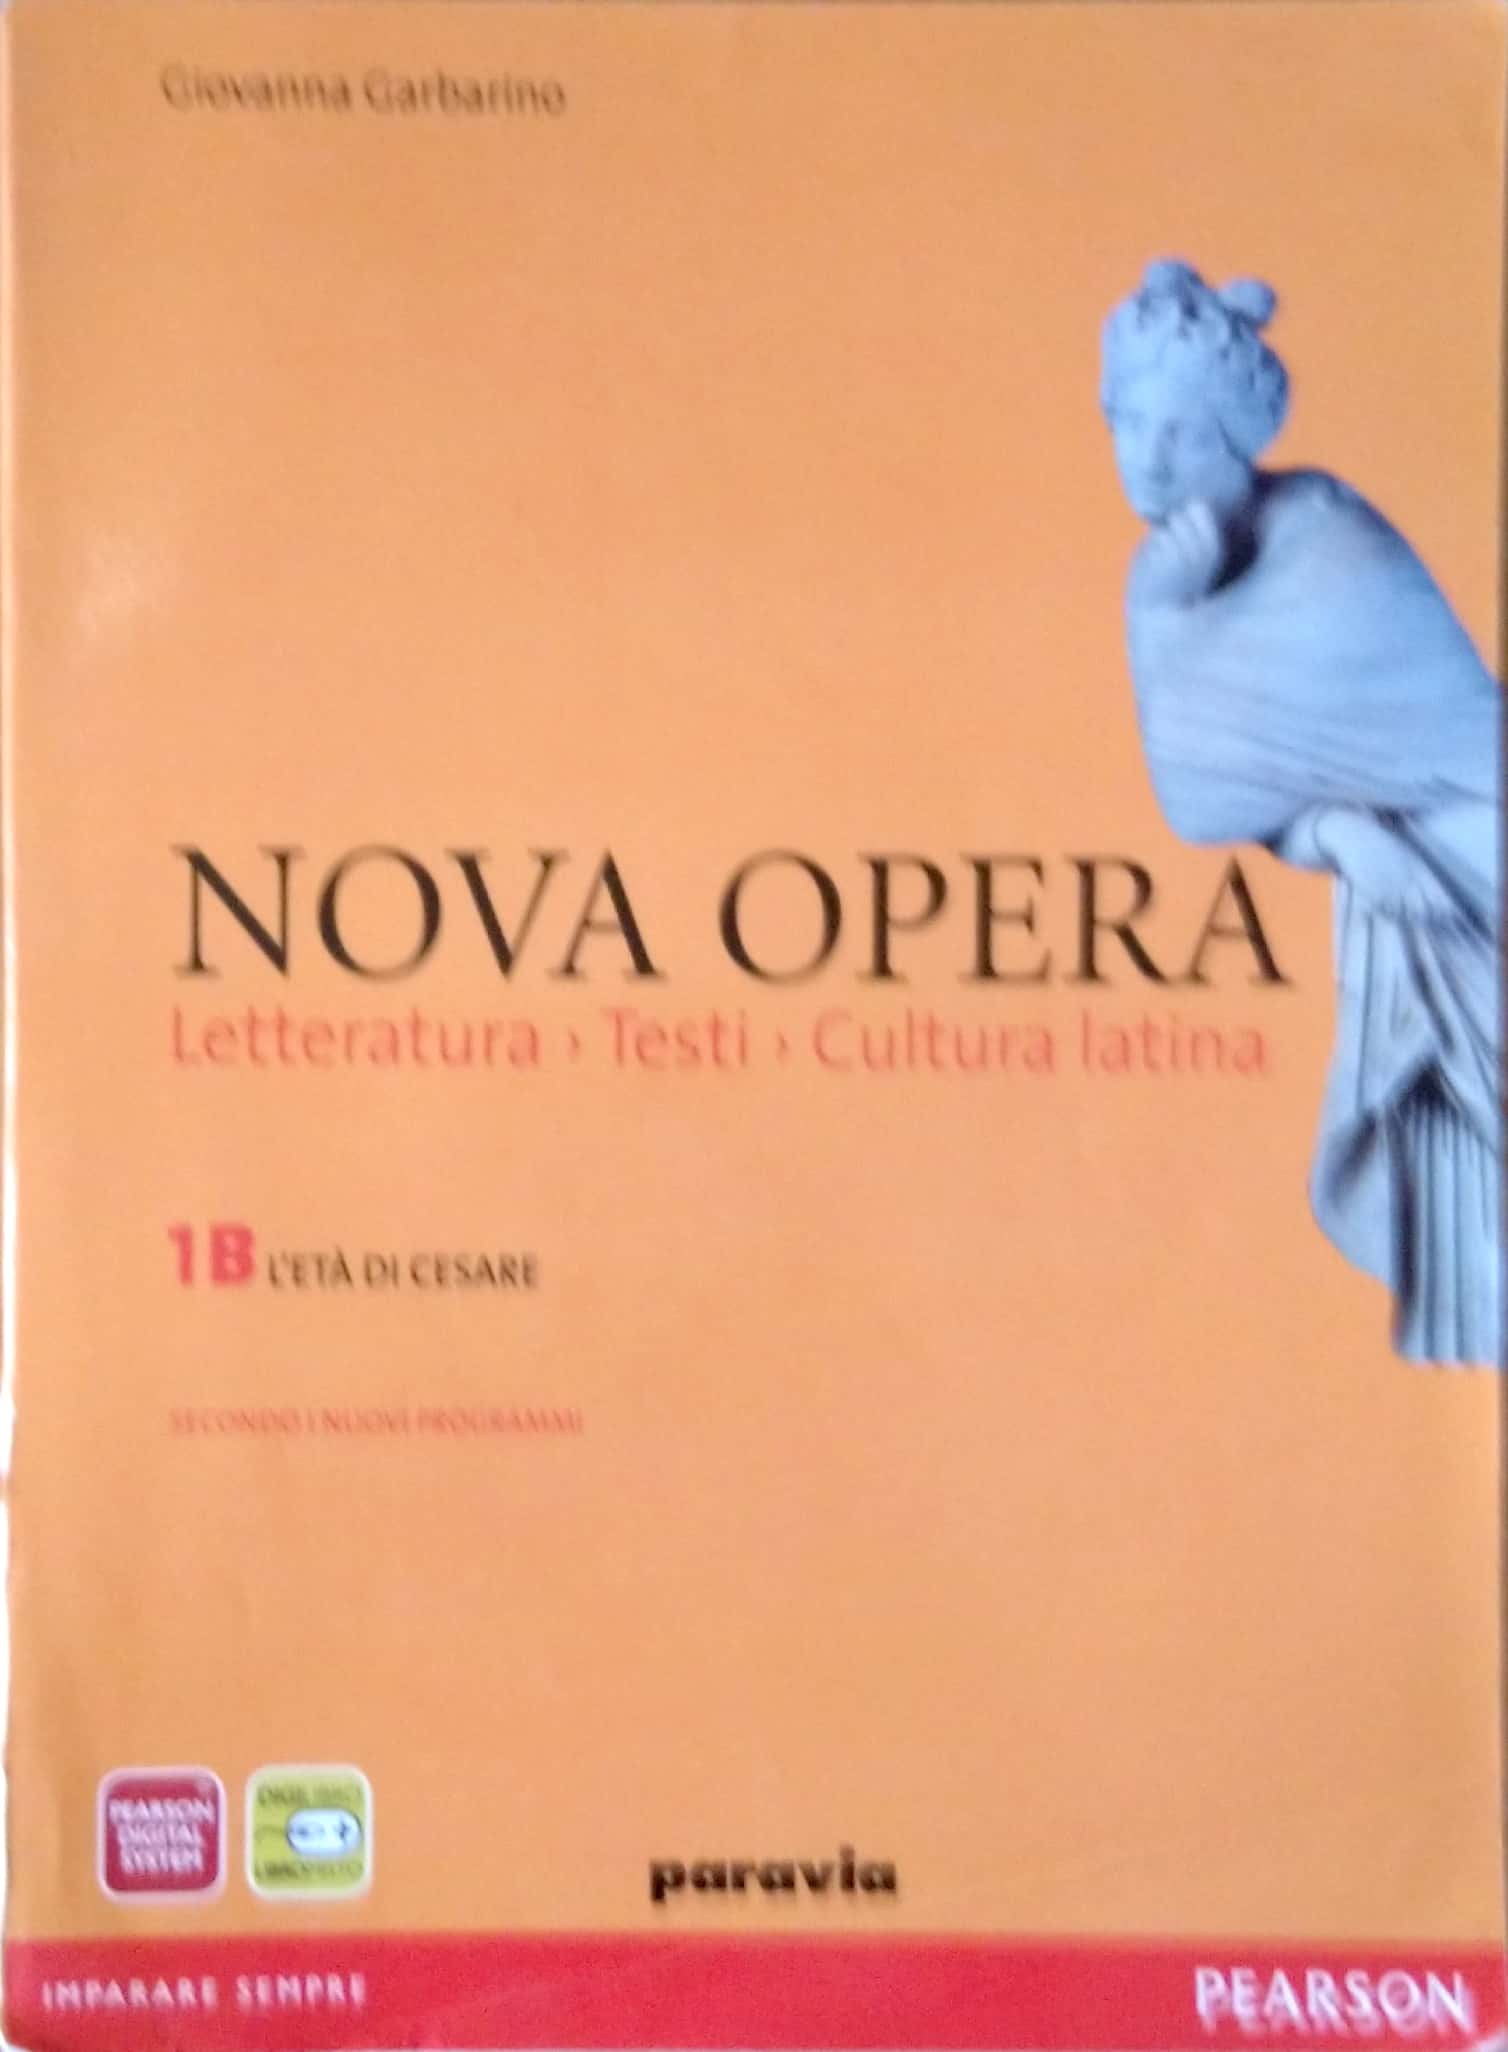 Giovanna Garbarino
NOVA OPERA
Letteratura › Testi › Cultura latina
1B L'ETÀ DI CESARE
SECONDO I NUOVI PROGRAMMI
PEARSON
DIGITAL
SYSTEM
paravia
IMPARARE SEMPRE
PEARSON